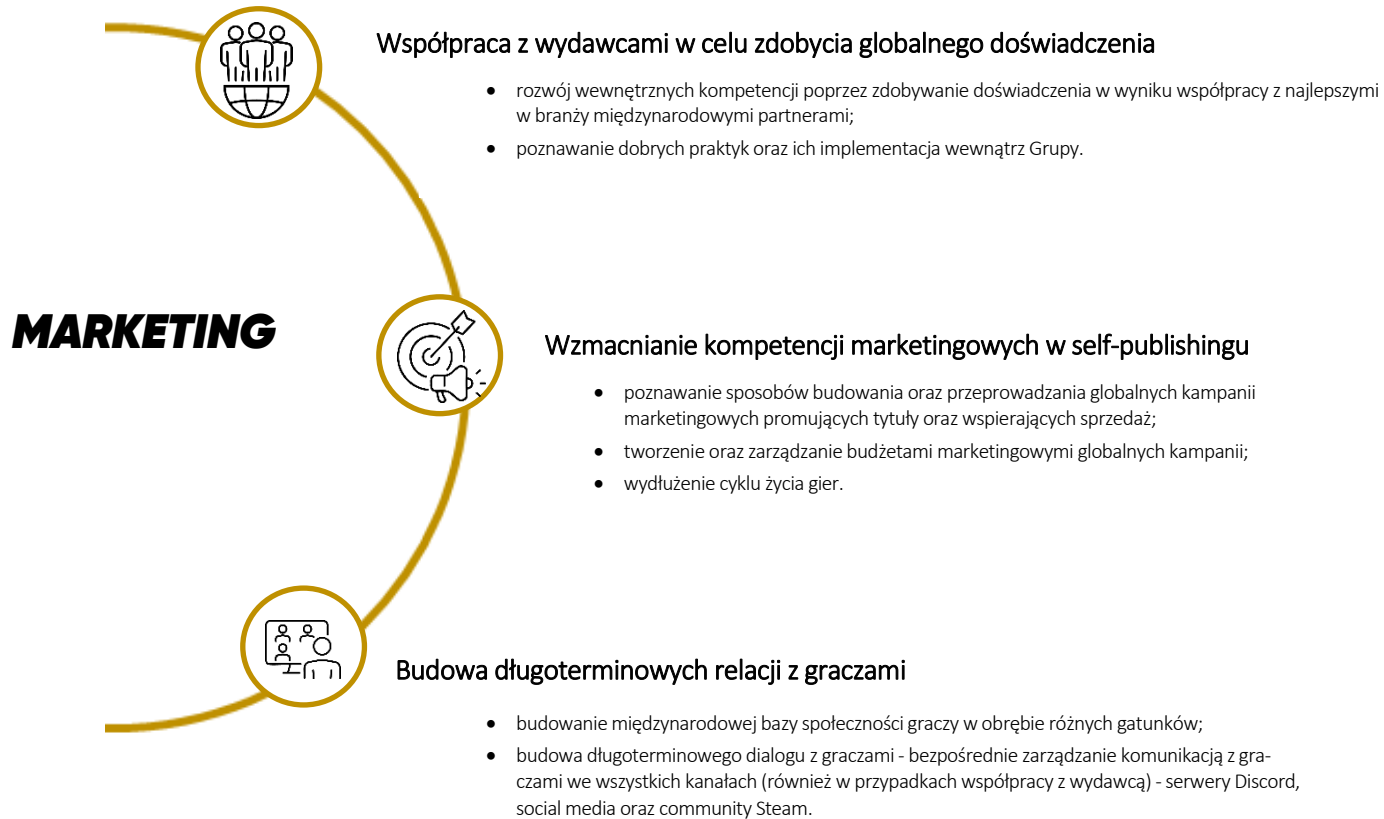 Współpraca z wydawcami w celu zdobycia globalnego doświadczenia
• rozwój wewnętrznych kompetencji poprzez zdobywanie doświadczenia w wyniku współpracy z najlepszymi
w branży międzynarodowymi partnerami;
• poznawanie dobrych praktyk oraz ich implementacja wewnątrz Grupy.
MARKETING
Wzmacnianie kompetencji marketingowych w self-publishingu
• poznawanie sposobów budowania oraz przeprowadzania globalnych kampanii
marketingowych promujących tytuły oraz wspierających sprzedaż;
• tworzenie oraz zarządzanie budżetami marketingowymi globalnych kampanii;
• wydłużenie cyklu życia gier.
Budowa długoterminowych relacji z graczami
• budowanie międzynarodowej bazy społeczności graczy w obrębie różnych gatunków;
• budowa długoterminowego dialogu z graczami - bezpośrednie zarządzanie komunikacją z gra-
czami we wszystkich kanałach (również w przypadkach współpracy z wydawcą) - serwery Discord,
social media oraz community Steam.